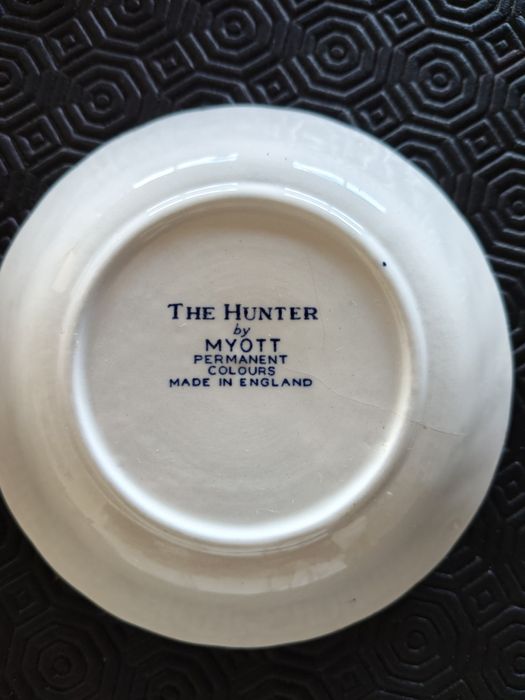 THE HUNTER
by
MYOTT
PERMANENT
COLOURS
MADE IN ENGLAND